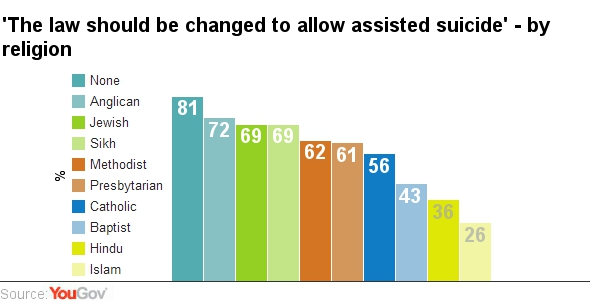 'The law should be changed to allow assisted suicide' - by
religion
None
Anglican
Jewish
Sikh
Methodist
Presbytarian
Catholic
Baptist
Hindu
Islam
%
81
72
69
69
62
61
56
43
36
26
Source: YouGov